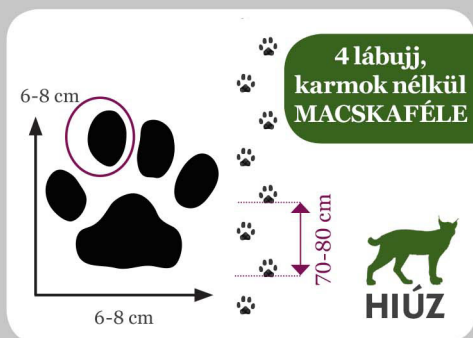 4 lábujj,
karmok nélkül
MACSKAFÉLE
6-8 cm
6-8 cm
70-80 cm
HIÚZ